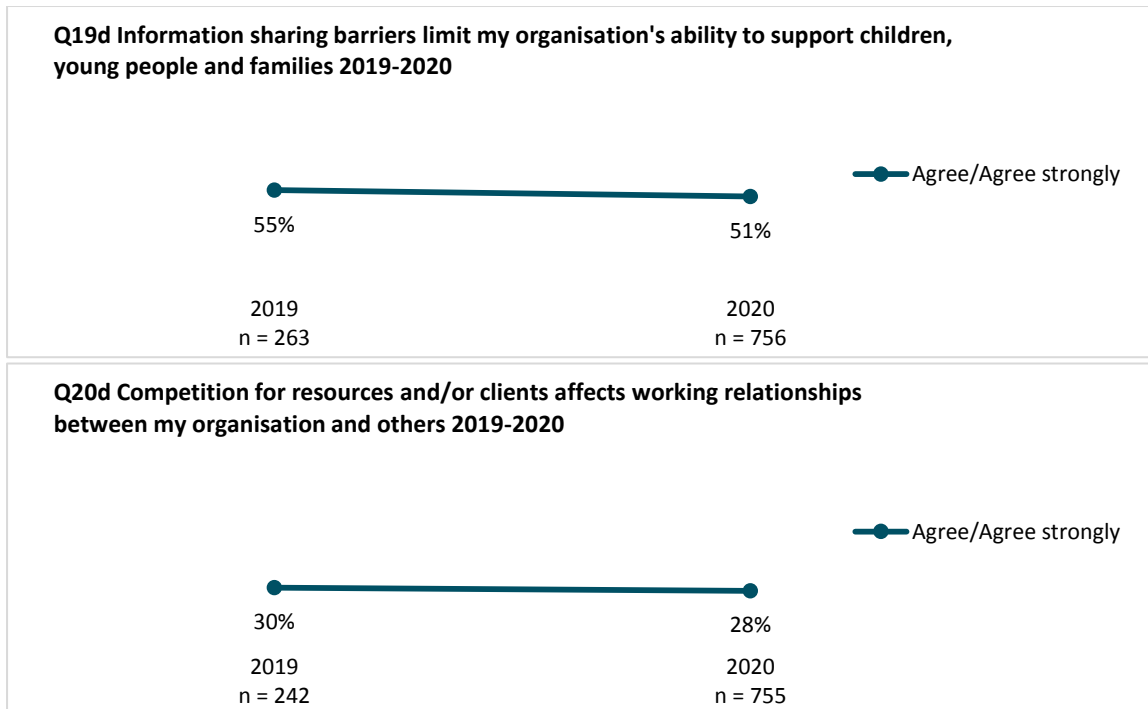 Q19d Information sharing barriers limit my organisation's ability to support children,
young people and families 2019-2020
Agree/Agree strongly
55%
51%
2019
2020
n = 263
n = 756
Q20d Competition for resources and/or clients affects working relationships
between my organisation and others 2019-2020
Agree/Agree strongly
30%
28%
2019
2020
n = 242
n = 755